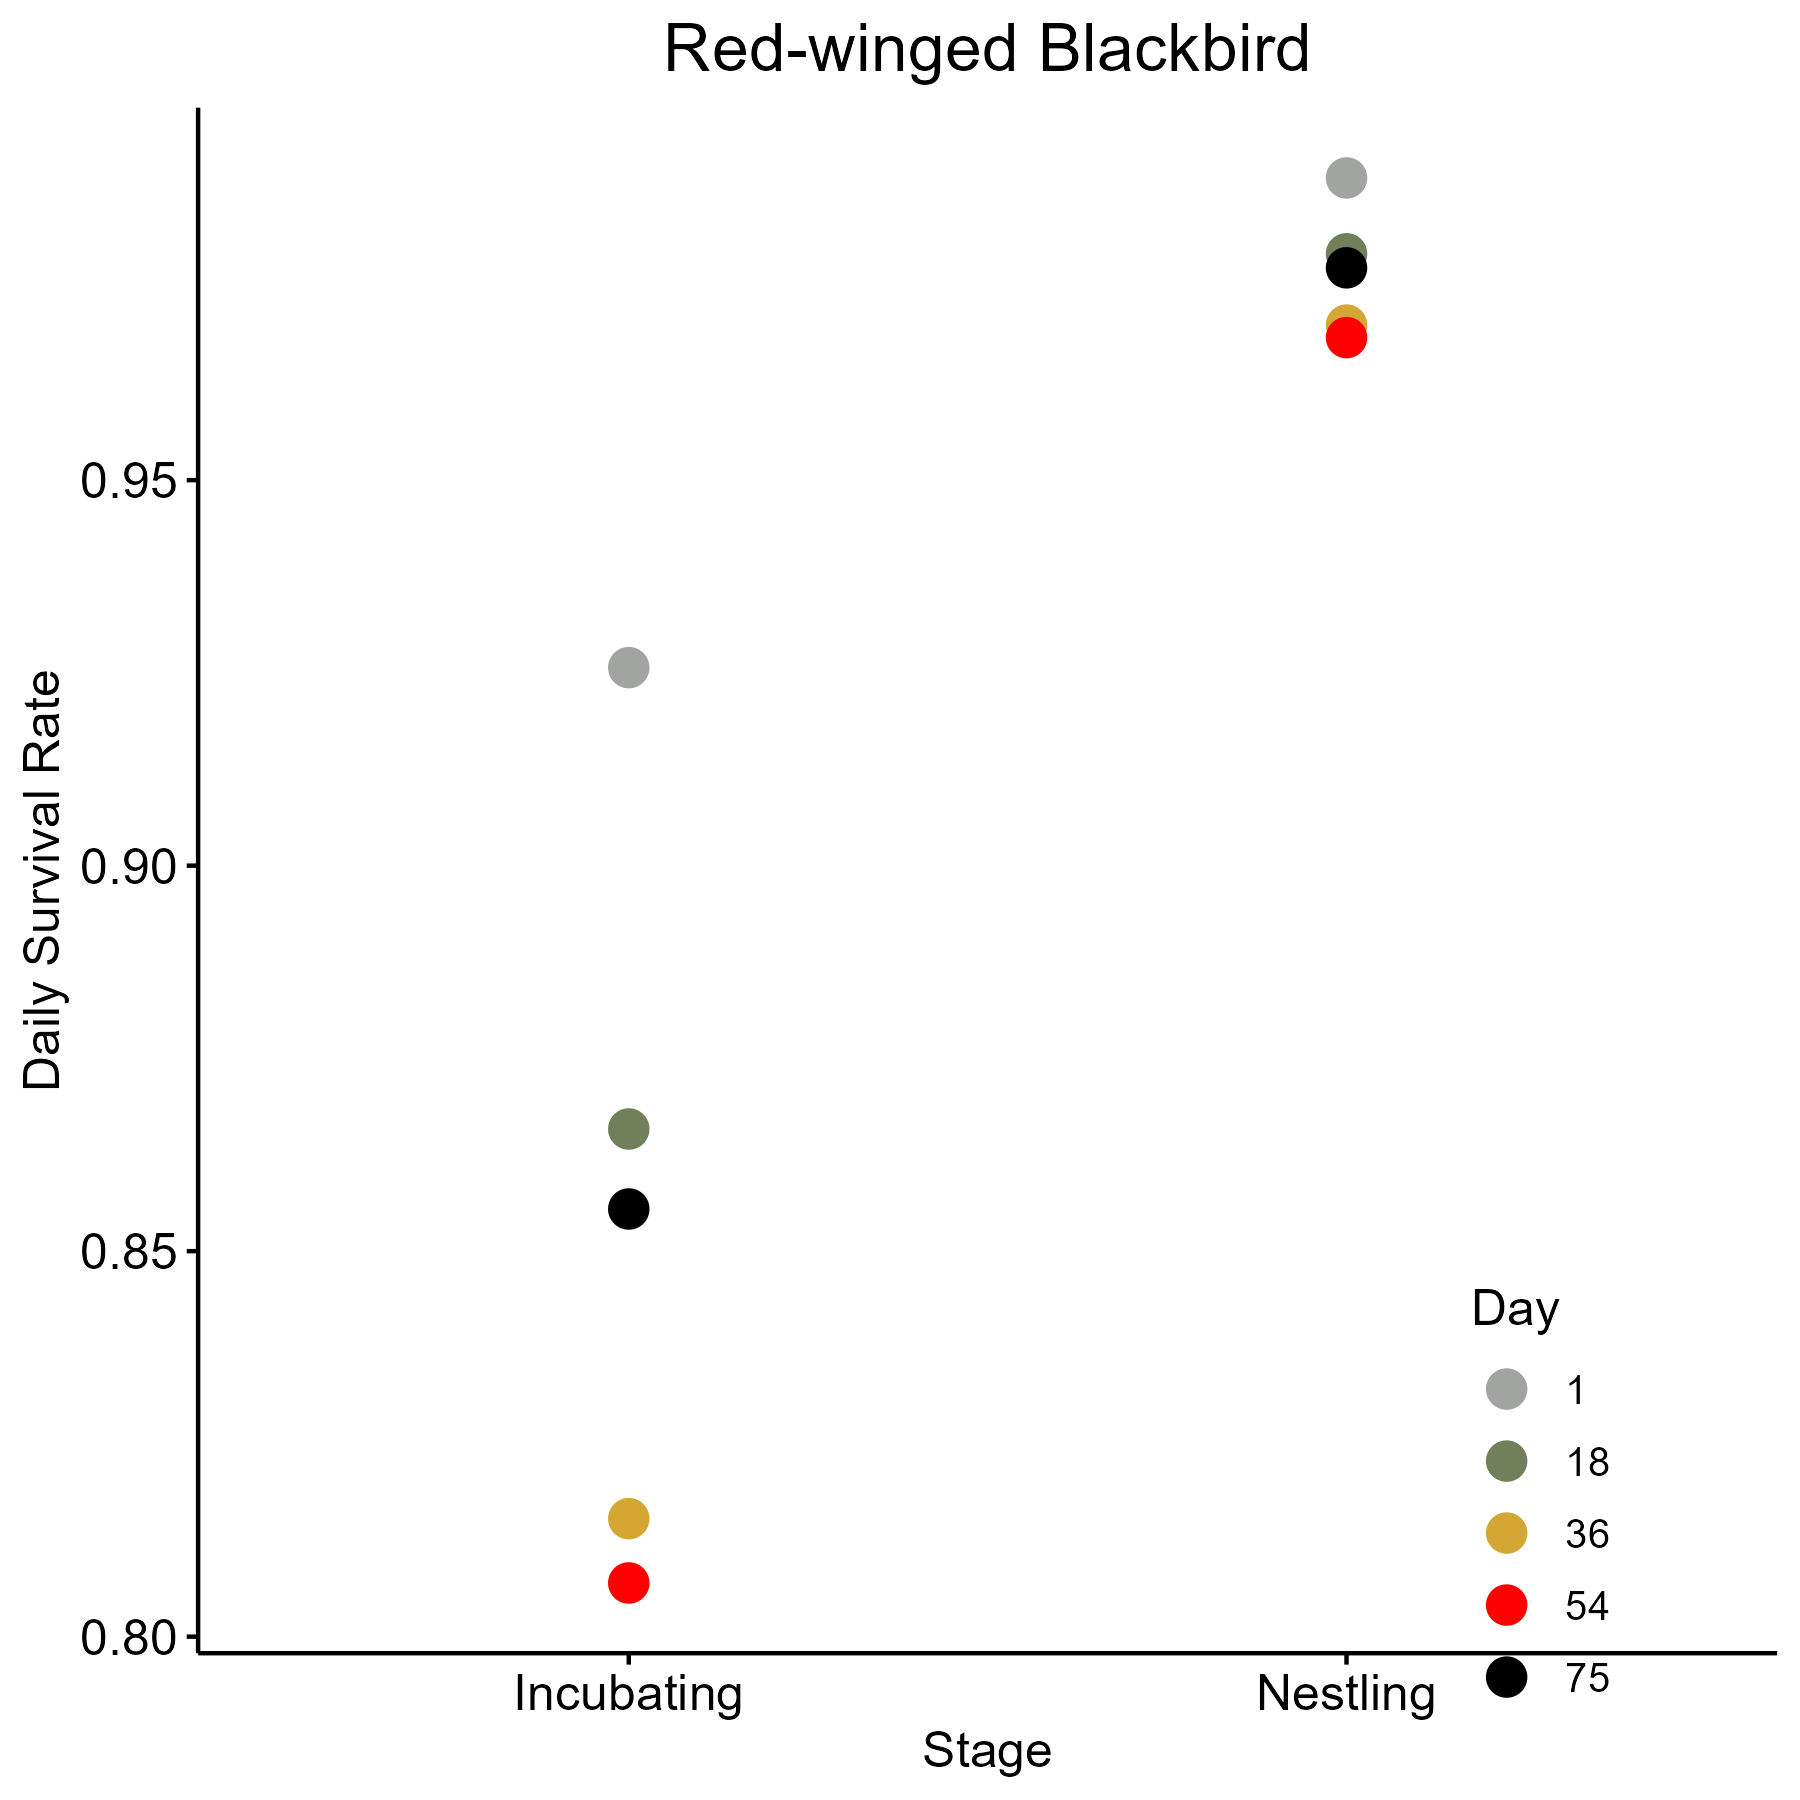 Red-winged Blackbird
Daily Survival Rate
0.95
0.90
0.85
0.80
Incubating
Nestling
Stage
Day
1
18
36
54
75